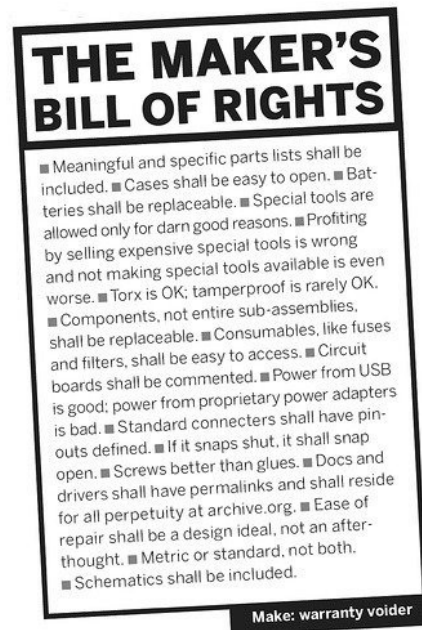 THE MAKER'S
BILL OF RIGHTS
■ Meaningful and specific parts lists shall be
included. ■ Cases shall be easy to open. ■ Bat-
teries shall be replaceable. ■ Special tools are
allowed only for darn good reasons. ■ Profiting
by selling expensive special tools is wrong
and not making special tools available is even
worse. ■ Torx is OK; tamperproof is rarely OK.
■ Components, not entire sub-assemblies,
shall be replaceable. ■ Consumables, like fuses
and filters, shall be easy to access. ■ Circuit
boards shall be commented. ■ Power from USB
is good; power from proprietary power adapters
is bad. ■ Standard connecters shall have pin-
outs defined. ■ If it snaps shut, it shall snap
open. ■ Screws better than glues. ■ Docs and
drivers shall have permalinks and shall reside
for all perpetuity at archive.org. ■ Ease of
repair shall be a design ideal, not an after-
thought. ■ Metric or standard, not both.
■ Schematics shall be included.
Make: warranty voider